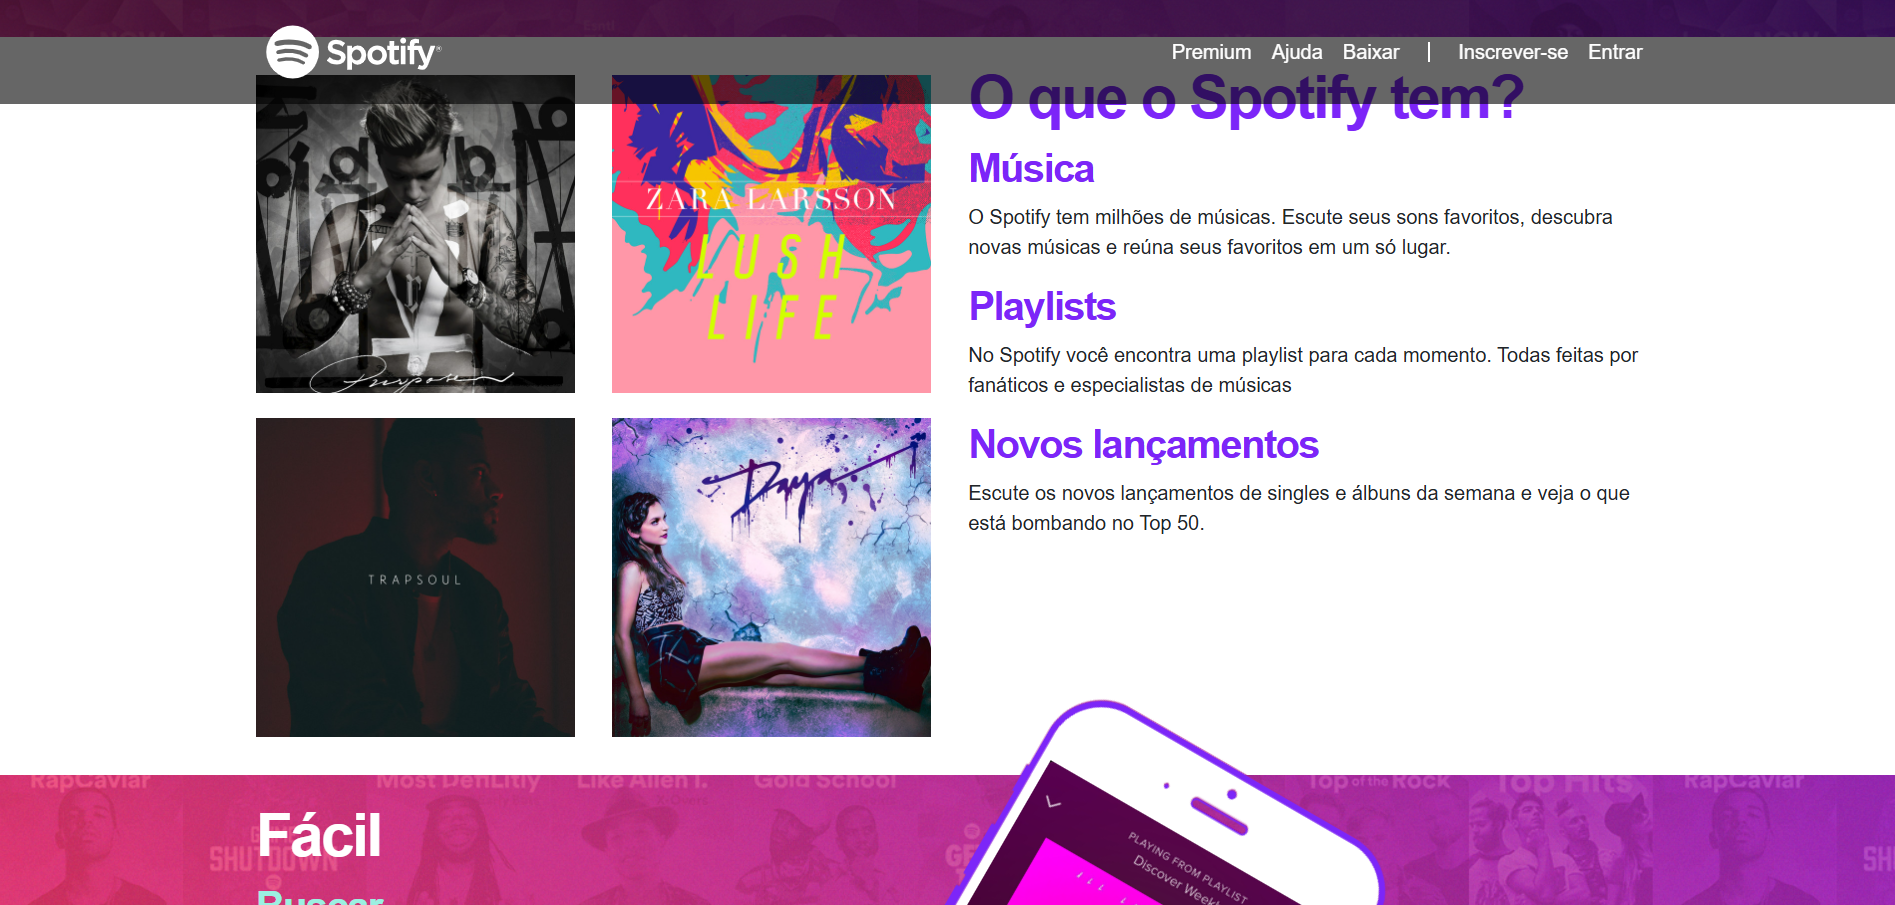 Spotify®
Premium Ajuda Baixar | Inscrever-se Entrar
O que o Spotify tem?
Música
O Spotify tem milhões de músicas. Escute seus sons favoritos, descubra
novas músicas e reúna seus favoritos em um só lugar.
Playlists
No Spotify você encontra uma playlist para cada momento. Todas feitas por
fanáticos e especialistas de músicas
Novos lançamentos
Escute os novos lançamentos de singles e álbuns da semana e veja o que
está bombando no Top 50.
Purpose
ZARA LARSSON
LUSH
LIFE
TRAPSOUL
Daya
RapCaviar
Most Definitly
Like Allen I.
Gold School
Top of the Rock
Top Hits
RapCaviar
Fácil
SHUTDOWN
Buscar
PLAYING FROM PLAYLIST